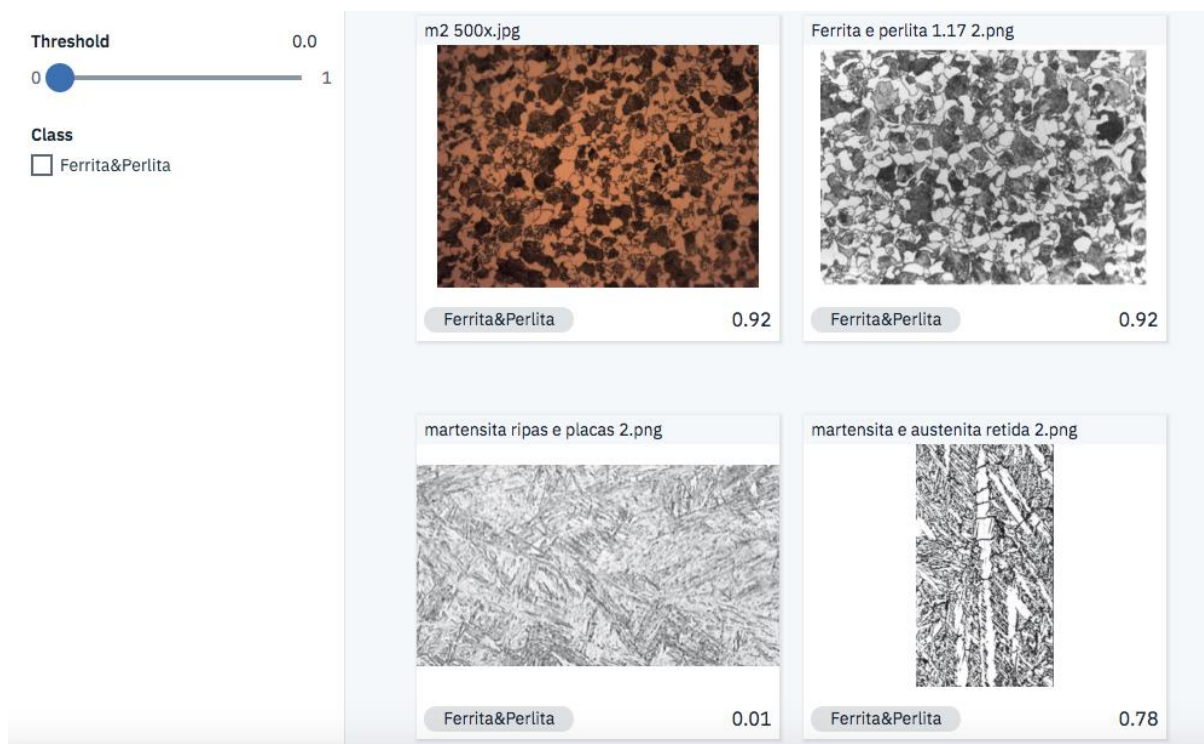 Threshold 0.0
0 1
Class
Ferrita&Perlita
m2 500x.jpg
Ferrita&Perlita 0.92
Ferrita e perlita 1.17 2.png
Ferrita&Perlita 0.92
martensita ripas e placas 2.png
Ferrita&Perlita 0.01
martensita e austenita retida 2.png
Ferrita&Perlita 0.78